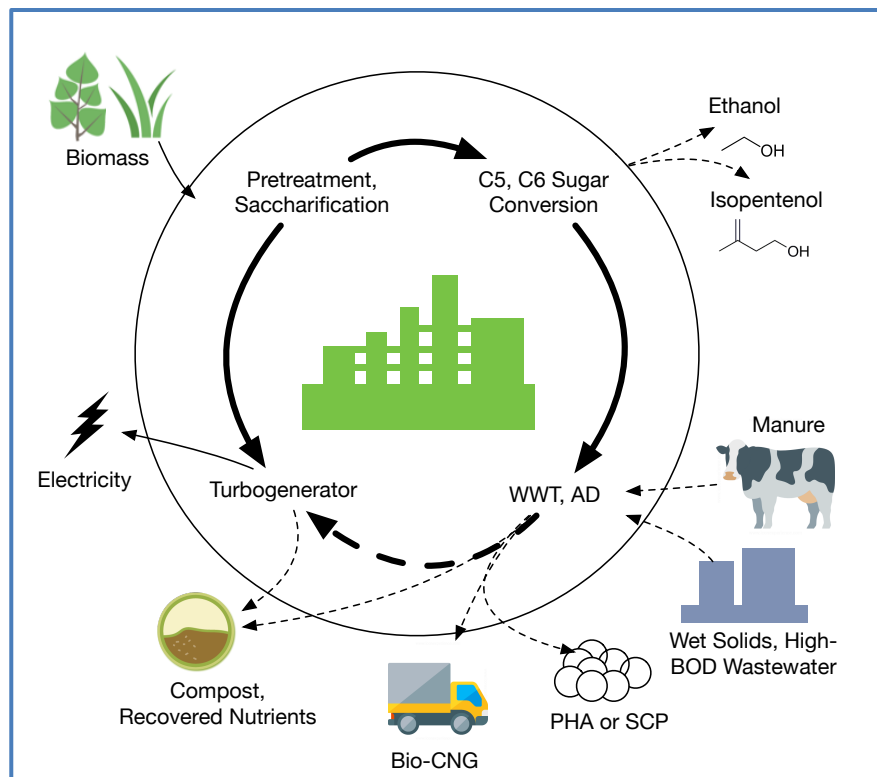 Biomass
Ethanol
OH
Isopentenol
OH
Pretreatment,
Saccharification
C5, C6 Sugar
Conversion
Manure
Electricity
Turbogenerator
WWT, AD
Wet Solids, High-
BOD Wastewater
Compost,
Recovered Nutrients
PHA or SCP
Bio-CNG